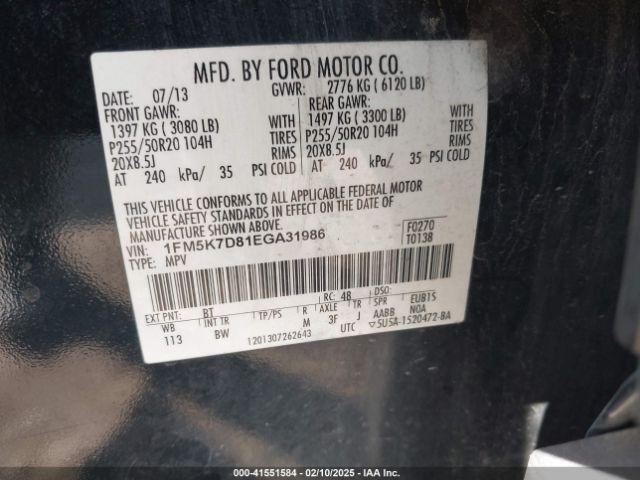 MFD. BY FORD MOTOR CO.
DATE: 07/13 GVWR: 2776 KG ( 6120 LB)
FRONT GAWR: REAR GAWR:
1397 KG ( 3080 LB) WITH 1497 KG ( 3300 LB) WITH
P255/50R20 104H TIRES P255/50R20 104H TIRES
20X8.5J RIMS 20X8.5J RIMS
AT 240 kPa/ 35 PSI COLD AT 240 kPa/ 35 PSI COLD
THIS VEHICLE CONFORMS TO ALL APPLICABLE FEDERAL MOTOR
VEHICLE SAFETY STANDARDS IN EFFECT ON THE DATE OF
MANUFACTURE SHOWN ABOVE.
VIN: 1FM5K7D81EGA31986 F0270
TYPE: MPV T0138
EXT PNT: BT RC: 48 DSO:
WB INT TR TP/PS R AXLE TR SPR EUB1S
113 BW M 3F J AABB NOA
1201307262643 UTC 5U5A-1520472-BA
000-41551584 - 02/10/2025 - IAA Inc.